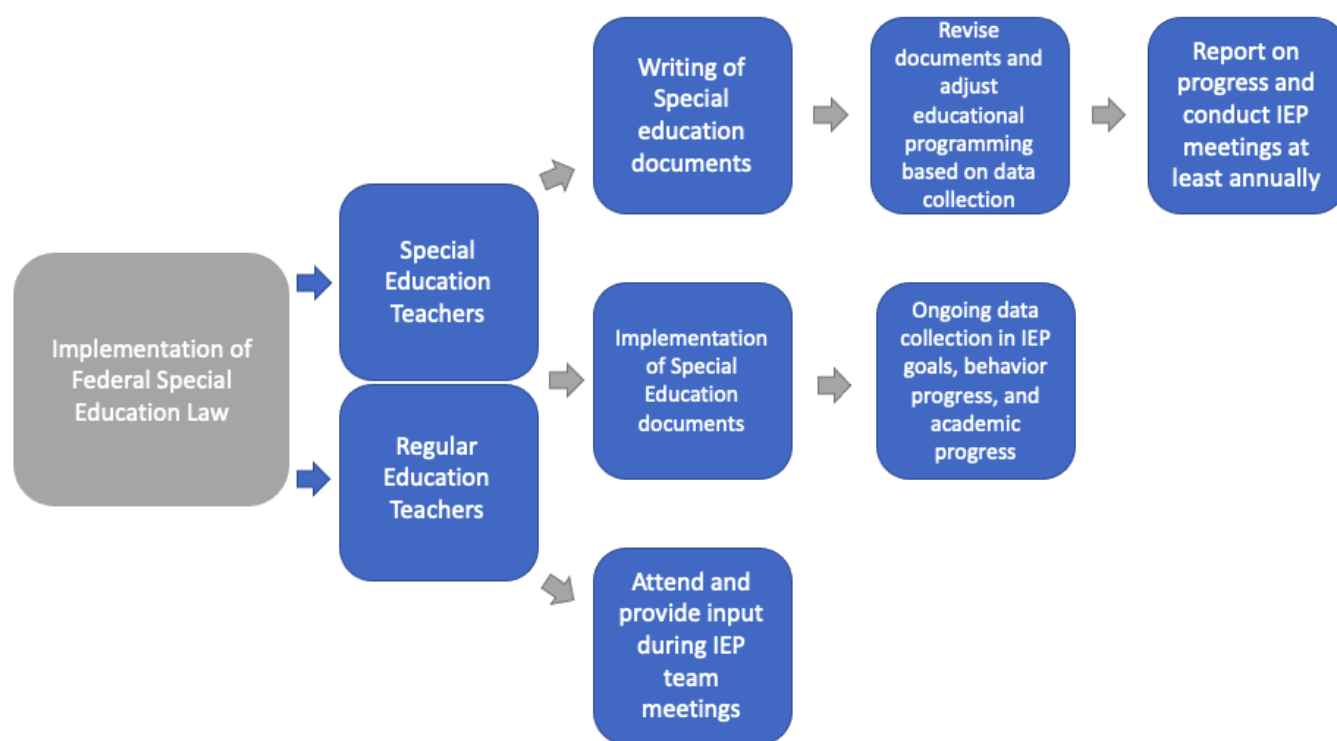 Implementation of
Federal Special
Education Law
Special
Education
Teachers
Regular
Education
Teachers
Writing of
Special
education
documents
Revise
documents and
adjust
educational
programming
based on data
collection
Report on
progress and
conduct IEP
meetings at
least annually
Implementation
of Special
Education
documents
Ongoing data
collection in IEP
goals, behavior
progress, and
academic
progress
Attend and
provide input
during IEP
team
meetings